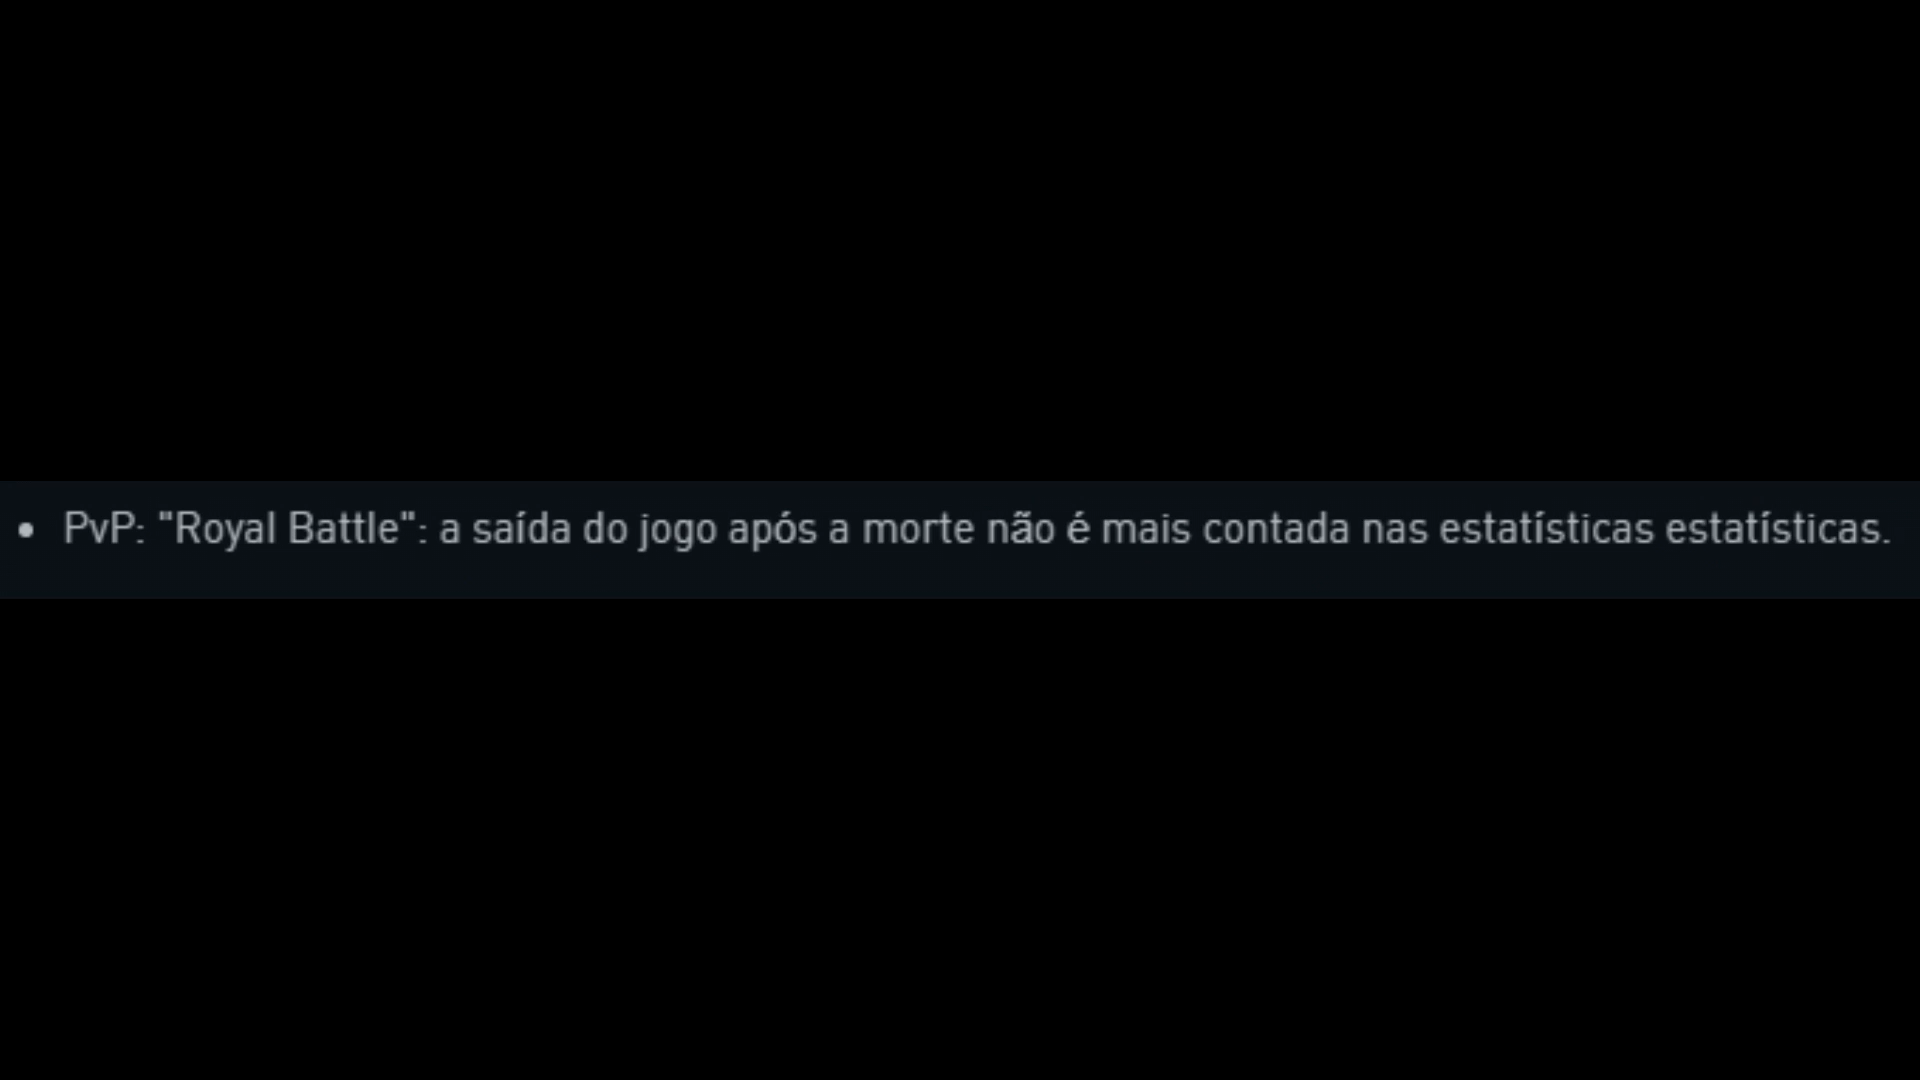 • PvP: "Royal Battle": a saída do jogo após a morte não é mais contada nas estatísticas estatísticas.